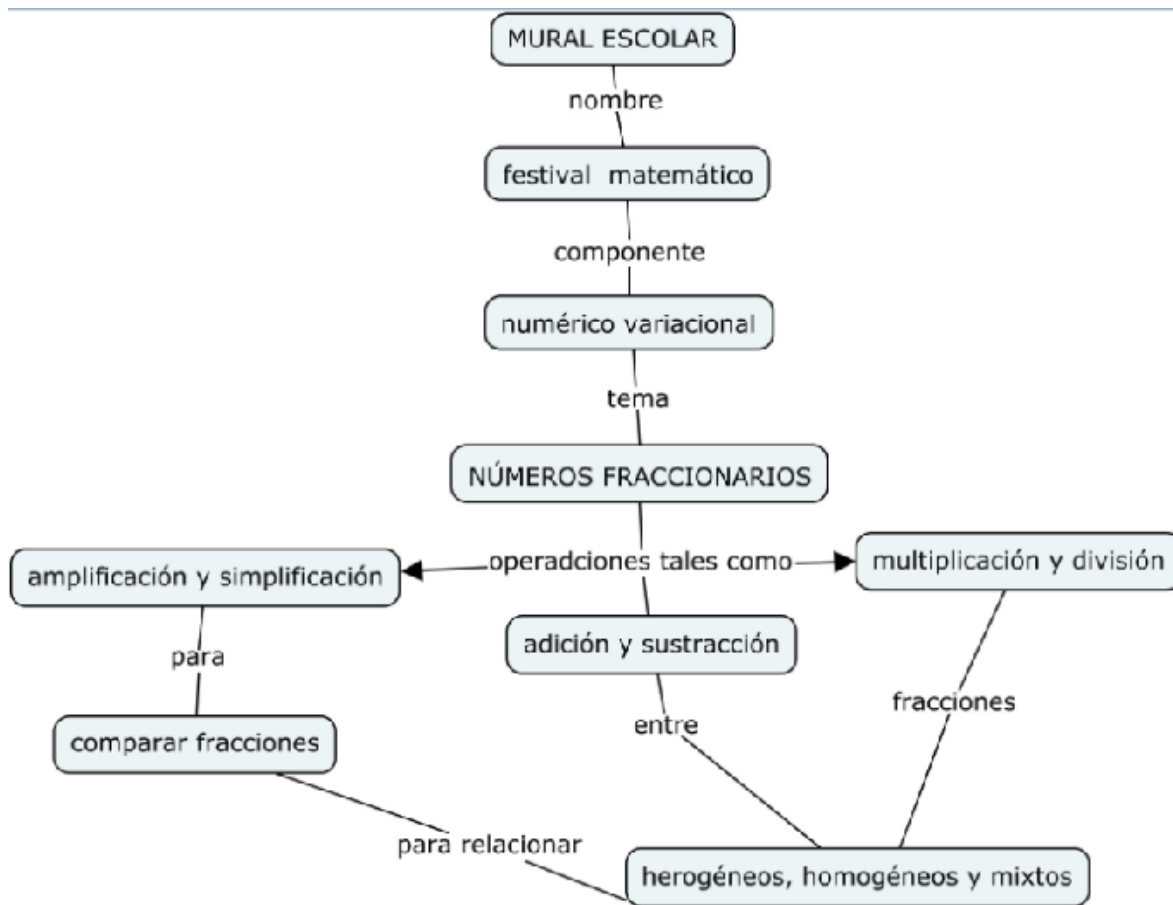 MURAL ESCOLAR
nombre
festival matemático
componente
numérico variacional
tema
NÚMEROS FRACCIONARIOS
operadciones tales como
amplificación y simplificación
multiplicación y división
adición y sustracción
para
entre
fracciones
comparar fracciones
para relacionar
herogéneos, homogéneos y mixtos